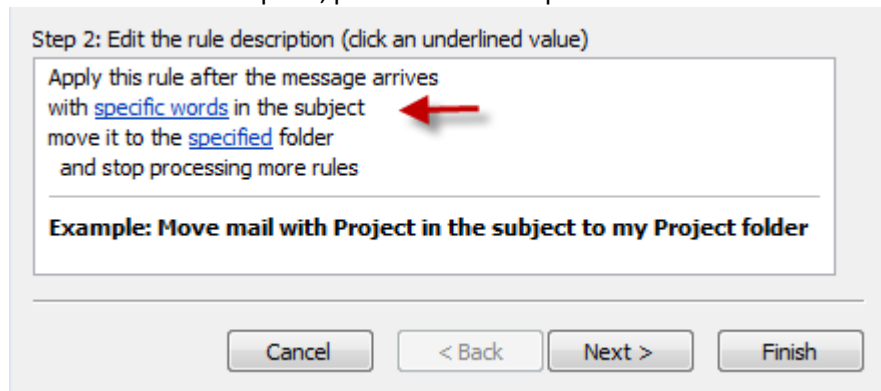 Step 2: Edit the rule description (click an underlined value)
Apply this rule after the message arrives
with specific words in the subject
move it to the specified folder
and stop processing more rules
Example: Move mail with Project in the subject to my Project folder
Cancel < Back Next > Finish